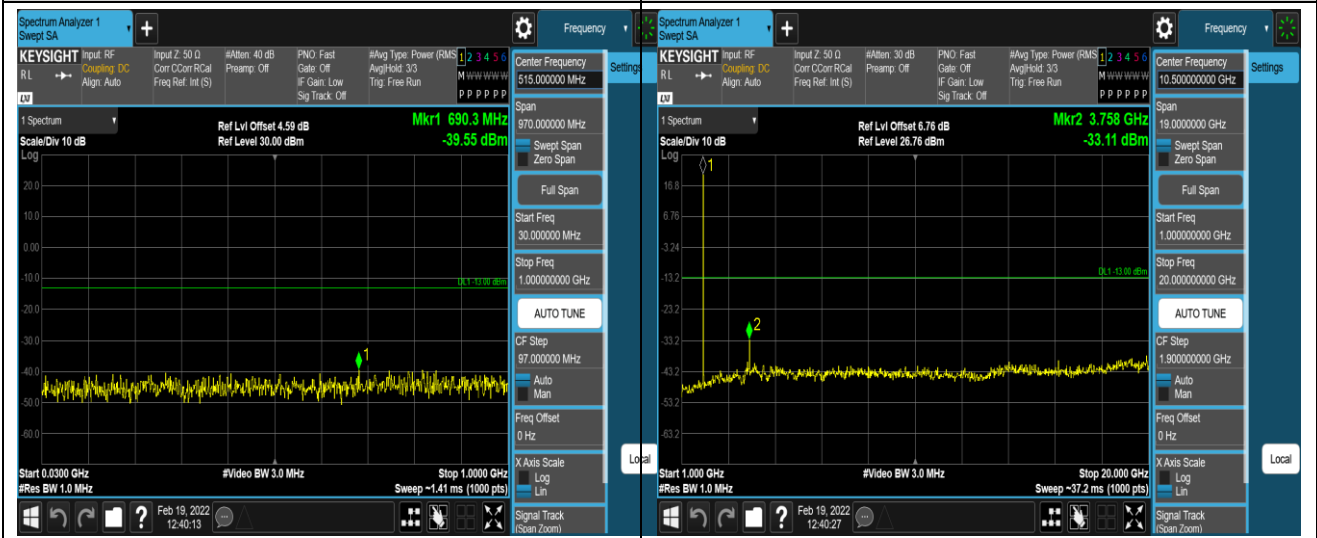 Spectrum Analyzer 1
Swept SA
+
Frequency
KEYSIGHT
RL
LXI
Input: RF
Coupling: DC
Align: Auto
Input Z: 50 Ω
Corr CCorr RCal
Freq Ref: Int (S)
#Atten: 40 dB
Preamp: Off
PNO: Fast
Gate: Off
IF Gain: Low
Sig Track: Off
#Avg Type: Power (RMS
Avg|Hold: 3/3
Trig: Free Run
1 2 3 4 5 6
M W W W W W
P P P P P P
Center Frequency
515.000000 MHz
Settings
Span
970.000000 MHz
Swept Span
Zero Span
Full Span
Start Freq
30.000000 MHz
Stop Freq
1.000000000 GHz
AUTO TUNE
CF Step
97.000000 MHz
Auto
Man
Freq Offset
0 Hz
X Axis Scale
Log
Lin
Signal Track
(Span Zoom)
Local
1 Spectrum
Scale/Div 10 dB
Log
Ref Lvl Offset 4.59 dB
Ref Level 30.00 dBm
Mkr1 690.3 MHz
-39.55 dBm
20.0
10.0
0.00
-10.0
DL1 -13.00 dBm
-20.0
-30.0
1
-40.0
-50.0
-60.0
Start 0.0300 GHz
#Res BW 1.0 MHz
#Video BW 3.0 MHz
Stop 1.0000 GHz
Sweep ~1.41 ms (1000 pts)
?
Feb 19, 2022
12:40:13
Spectrum Analyzer 1
Swept SA
+
Frequency
KEYSIGHT
RL
LXI
Input: RF
Coupling: DC
Align: Auto
Input Z: 50 Ω
Corr CCorr RCal
Freq Ref: Int (S)
#Atten: 30 dB
Preamp: Off
PNO: Fast
Gate: Off
IF Gain: Low
Sig Track: Off
#Avg Type: Power (RMS
Avg|Hold: 3/3
Trig: Free Run
1 2 3 4 5 6
M W W W W W
P P P P P P
Center Frequency
10.500000000 GHz
Settings
Span
19.0000000 GHz
Swept Span
Zero Span
Full Span
Start Freq
1.000000000 GHz
Stop Freq
20.000000000 GHz
AUTO TUNE
CF Step
1.900000000 GHz
Auto
Man
Freq Offset
0 Hz
X Axis Scale
Log
Lin
Signal Track
(Span Zoom)
Local
1 Spectrum
Scale/Div 10 dB
Log
Ref Lvl Offset 6.76 dB
Ref Level 26.76 dBm
Mkr2 3.758 GHz
-33.11 dBm
1
16.8
6.76
-3.24
DL1 -13.00 dBm
-13.2
-23.2
2
-33.2
-43.2
-53.2
-63.2
Start 1.000 GHz
#Res BW 1.0 MHz
#Video BW 3.0 MHz
Stop 20.000 GHz
Sweep ~37.2 ms (1000 pts)
?
Feb 19, 2022
12:40:27